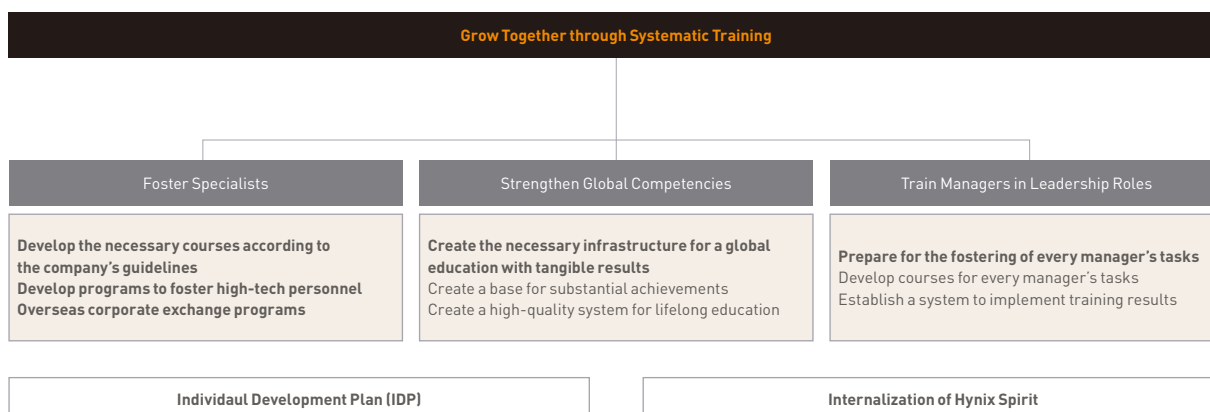 Grow Together through Systematic Training
Foster Specialists
Develop the necessary courses according to
the company's guidelines
Develop programs to foster high-tech personnel
Overseas corporate exchange programs
Strengthen Global Competencies
Create the necessary infrastructure for a global
education with tangible results
Create a base for substantial achievements
Create a high-quality system for lifelong education
Train Managers in Leadership Roles
Prepare for the fostering of every manager's tasks
Develop courses for every manager's tasks
Establish a system to implement training results
Individaul Development Plan (IDP)
Internalization of Hynix Spirit